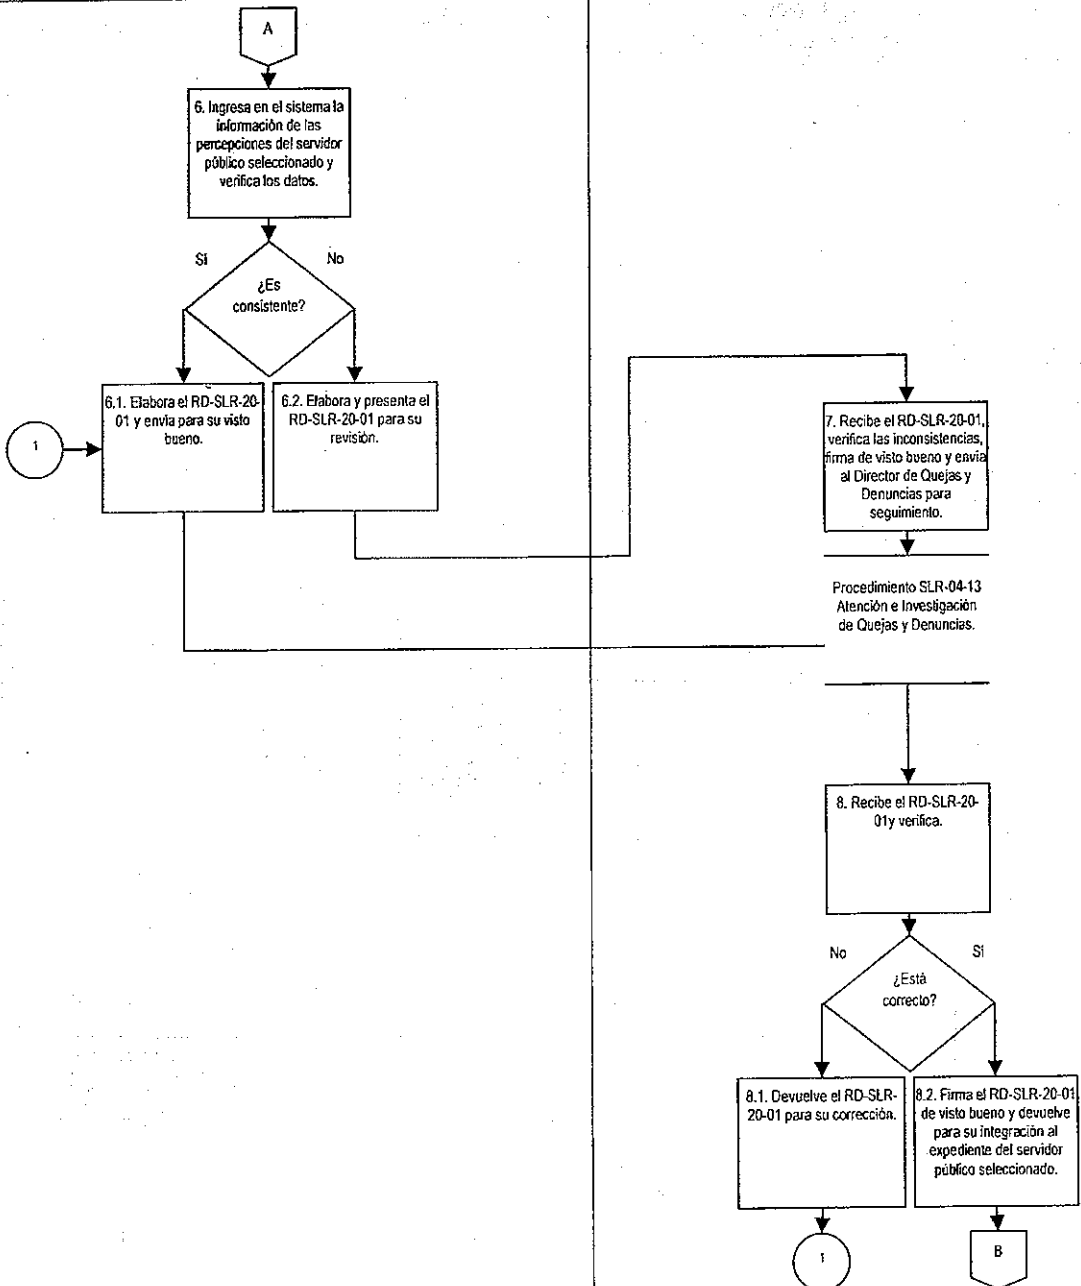 A
6. Ingresa en el sistema la
información de las
percepciones del servidor
público seleccionado y
verifica los datos.
Sí
No
¿Es
consistente?
6.1. Elabora el RD-SLR-20-
01 y envia para su visto
bueno.
6.2. Elabora y presenta el
RD-SLR-20-01 para su
revisión.
1
7. Recibe el RD-SLR-20-01,
verifica las inconsistencias,
firma de visto bueno y envia
al Director de Quejas y
Denuncias para
seguimiento.
Procedimiento SLR-04-13
Atención e Investigación
de Quejas y Denuncias.
8. Recibe el RD-SLR-20-
01y verifica.
No
Sí
¿Está
correcto?
8.1. Devuelve el RD-SLR-
20-01 para su corrección.
8.2. Firma el RD-SLR-20-01
de visto bueno y devuelve
para su integración al
expediente del servidor
público seleccionado.
1
B